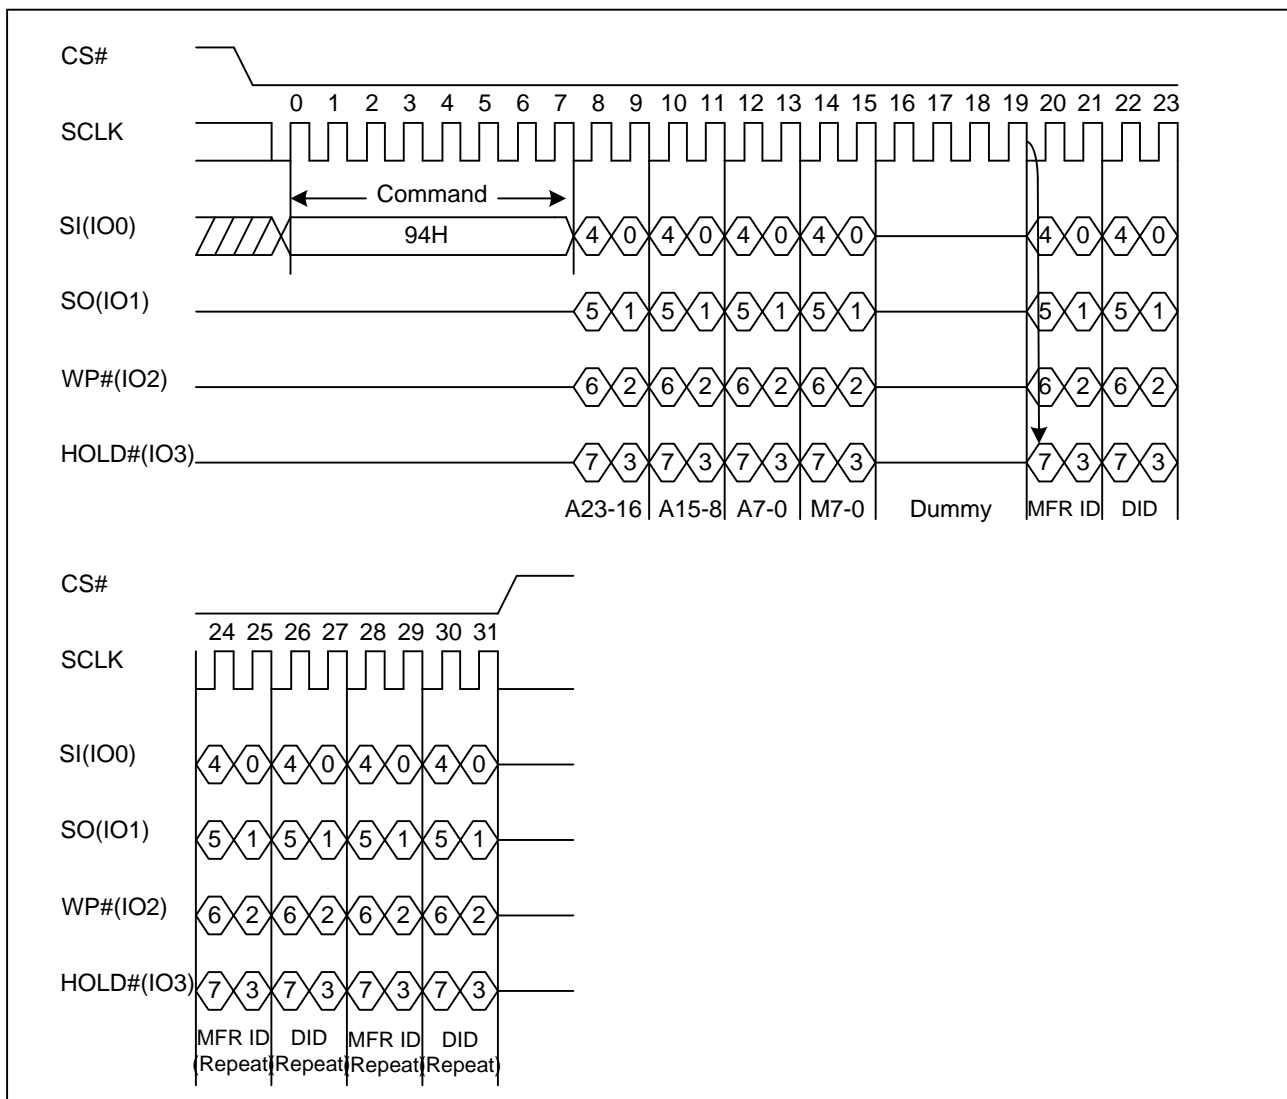 CS#
0 1 2 3 4 5 6 7 8 9 10 11 12 13 14 15 16 17 18 19 20 21 22 23
SCLK
Command
SI(IO0)
94H
4 0 4 0 4 0 4 0 4 0 4 0
SO(IO1)
5 1 5 1 5 1 5 1 5 1 5 1
WP#(IO2)
6 2 6 2 6 2 6 2 6 2 6 2
HOLD#(IO3)
7 3 7 3 7 3 7 3 7 3 7 3
A23-16 A15-8 A7-0 M7-0 Dummy MFR ID DID
CS#
24 25 26 27 28 29 30 31
SCLK
SI(IO0)
4 0 4 0 4 0 4 0
SO(IO1)
5 1 5 1 5 1 5 1
WP#(IO2)
6 2 6 2 6 2 6 2
HOLD#(IO3)
7 3 7 3 7 3 7 3
MFR ID DID MFR ID DID
(Repeat) (Repeat) (Repeat) (Repeat)